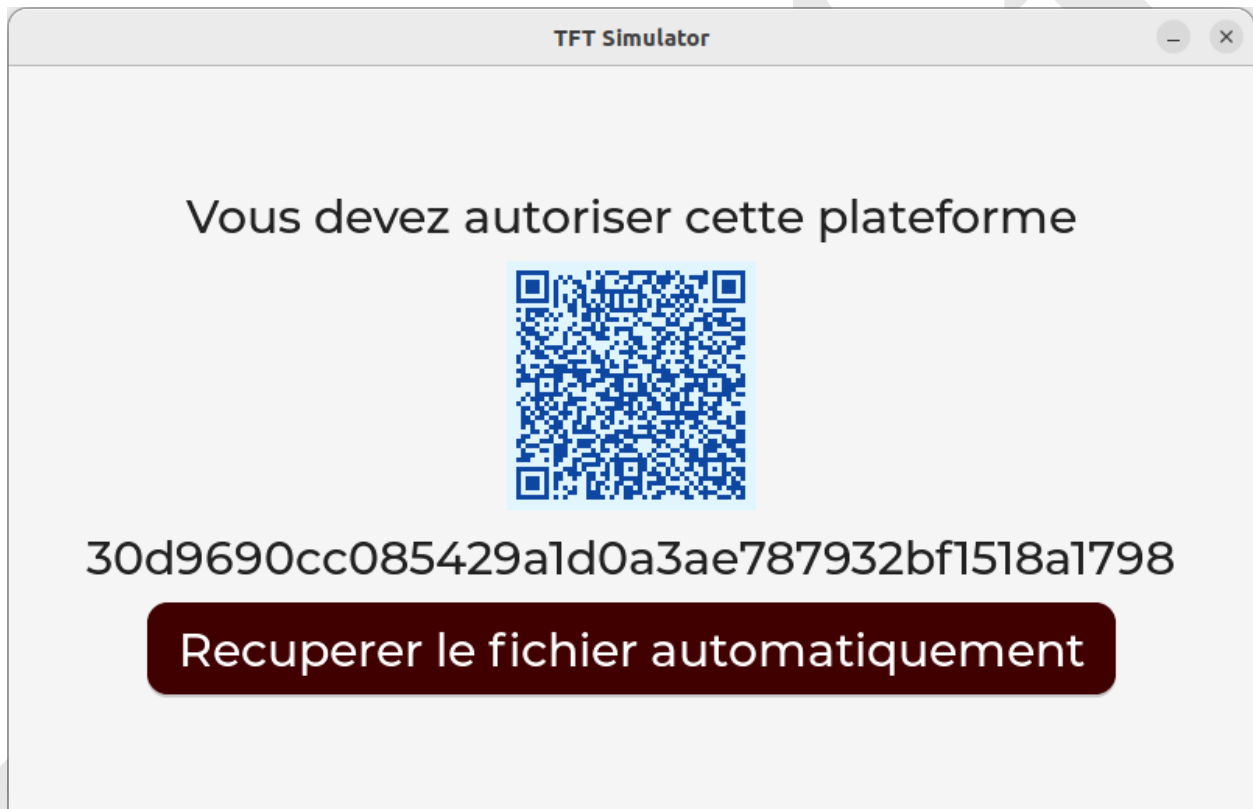 TFT Simulator
Vous devez autoriser cette plateforme
30d9690cc085429a1d0a3ae787932bf1518a1798
Recuperer le fichier automatiquement